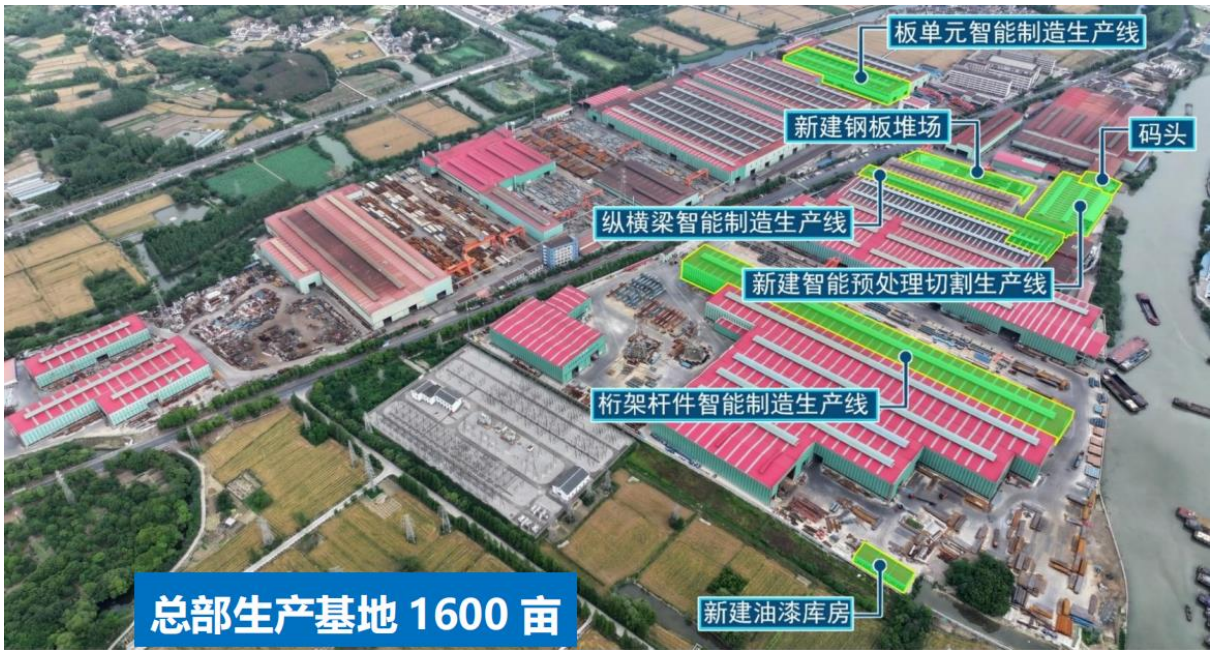 板单元智能制造生产线
新建钢板堆场
码头
纵横梁智能制造生产线
新建智能预处理切割生产线
桁架杆件智能制造生产线
新建油漆库房
总部生产基地 1600 亩